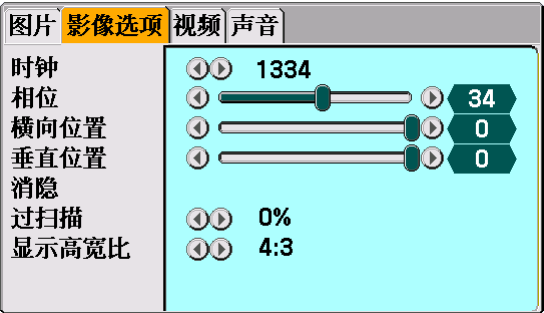 图片 影像选项 视频 声音
时钟 1334
相位 34
横向位置 0
垂直位置 0
消隐
过扫描 0%
显示高宽比 4:3